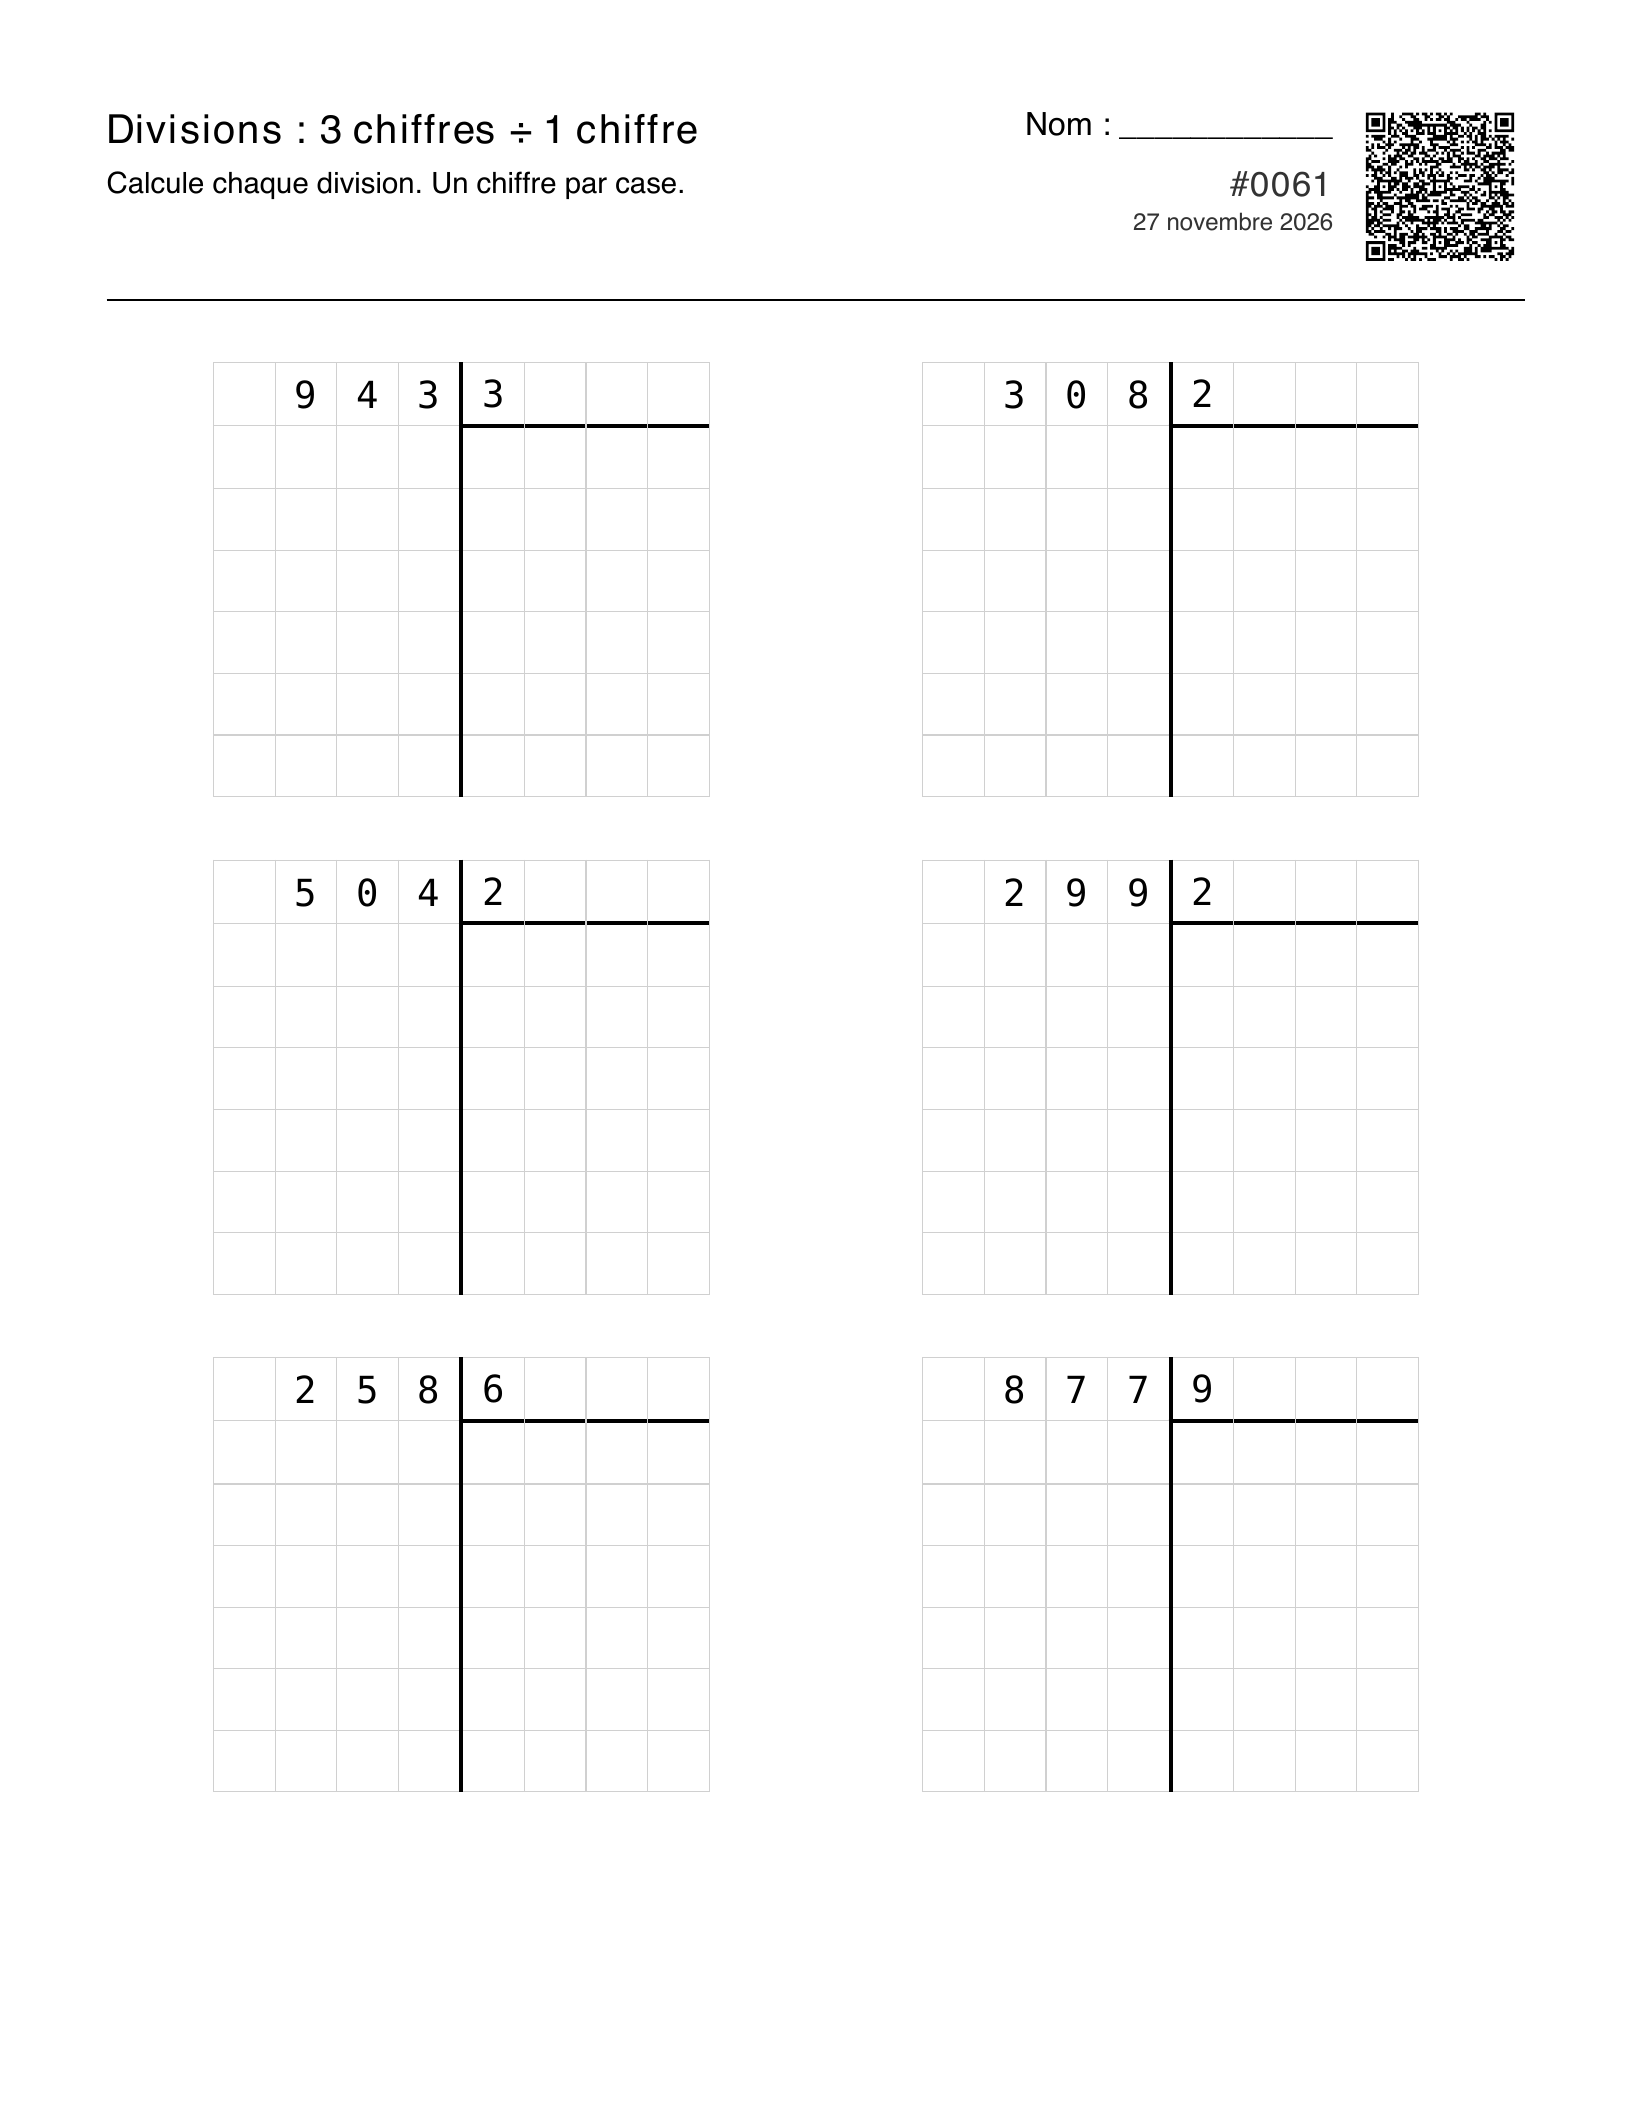 Divisions : 3 chiffres ÷ 1 chiffre
Calcule chaque division. Un chiffre par case.
Nom : ____________
#0061
27 novembre 2026
9 4 3 3
3 0 8 2
5 0 4 2
2 9 9 2
2 5 8 6
8 7 7 9